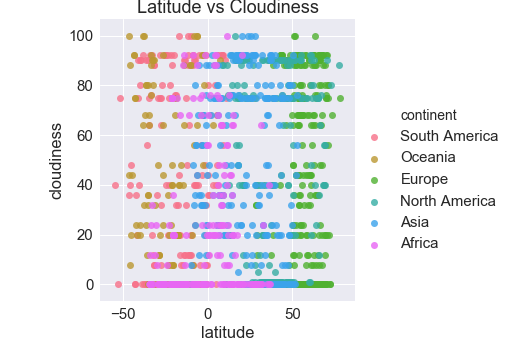 Latitude vs Cloudiness
100
80
60
40
20
0
cloudiness
−50
0
50
latitude
continent
South America
Oceania
Europe
North America
Asia
Africa